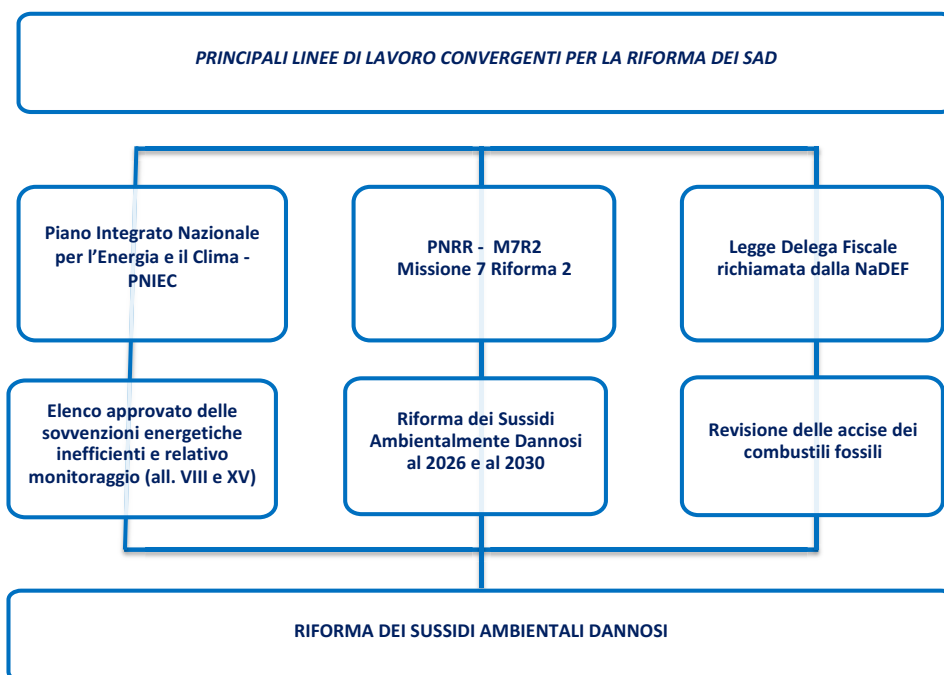 PRINCIPALI LINEE DI LAVORO CONVERGENTI PER LA RIFORMA DEI SAD
Piano Integrato Nazionale
per l'Energia e il Clima -
PNIEC
PNRR - M7R2
Missione 7 Riforma 2
Legge Delega Fiscale
richiamata dalla NaDEF
Elenco approvato delle
sovvenzioni energetiche
inefficienti e relativo
monitoraggio (all. VIII e XV)
Riforma dei Sussidi
Ambientalmente Dannosi
al 2026 e al 2030
Revisione delle accise dei
combustili fossili
RIFORMA DEI SUSSIDI AMBIENTALI DANNOSI